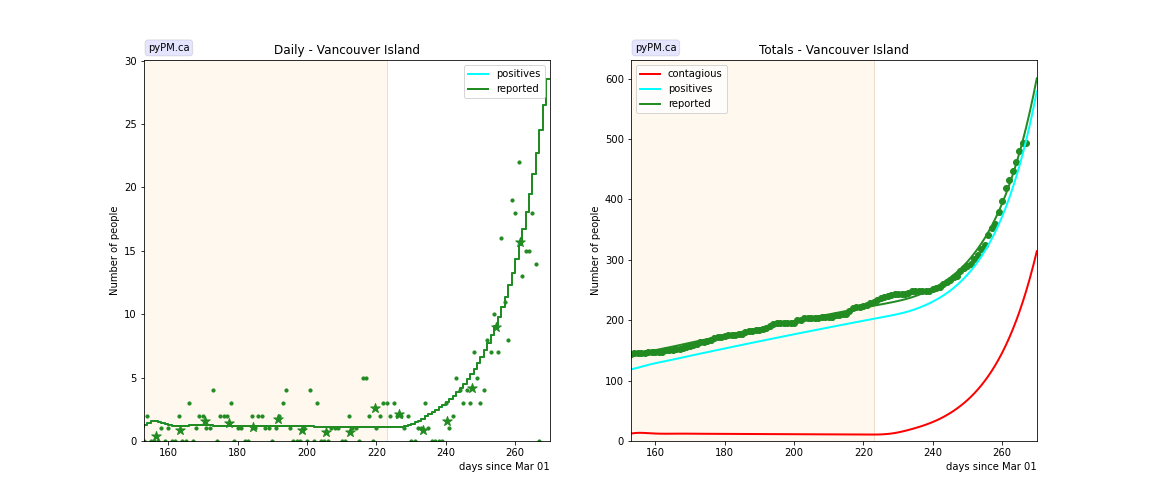 pyPM.ca
Daily - Vancouver Island
positives
reported
Number of people
30
25
20
15
10
5
0
160
180
200
220
240
260
days since Mar 01
pyPM.ca
Totals - Vancouver Island
contagious
positives
reported
Number of people
600
500
400
300
200
100
0
160
180
200
220
240
260
days since Mar 01